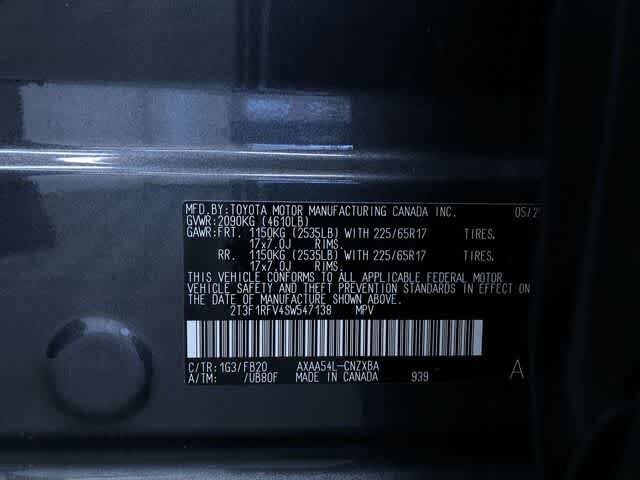 MFD.BY:TOYOTA MOTOR MANUFACTURING CANADA INC. 05/2
GVWR:2090KG (4610LB)
GAWR:FRT. 1150KG (2535LB) WITH 225/65R17 TIRES,
17x7.0J RIMS.
RR. 1150KG (2535LB) WITH 225/65R17 TIRES,
17x7.0J RIMS.
THIS VEHICLE CONFORMS TO ALL APPLICABLE FEDERAL MOTOR
VEHICLE SAFETY AND THEFT PREVENTION STANDARDS IN EFFECT ON
THE DATE OF MANUFACTURE SHOWN ABOVE.
2T3F1RFV4SW547138 MPV
C/TR: 1G3/FB20 AXAA54L-CNZXBA
A/TM: /UB80F MADE IN CANADA 939 A